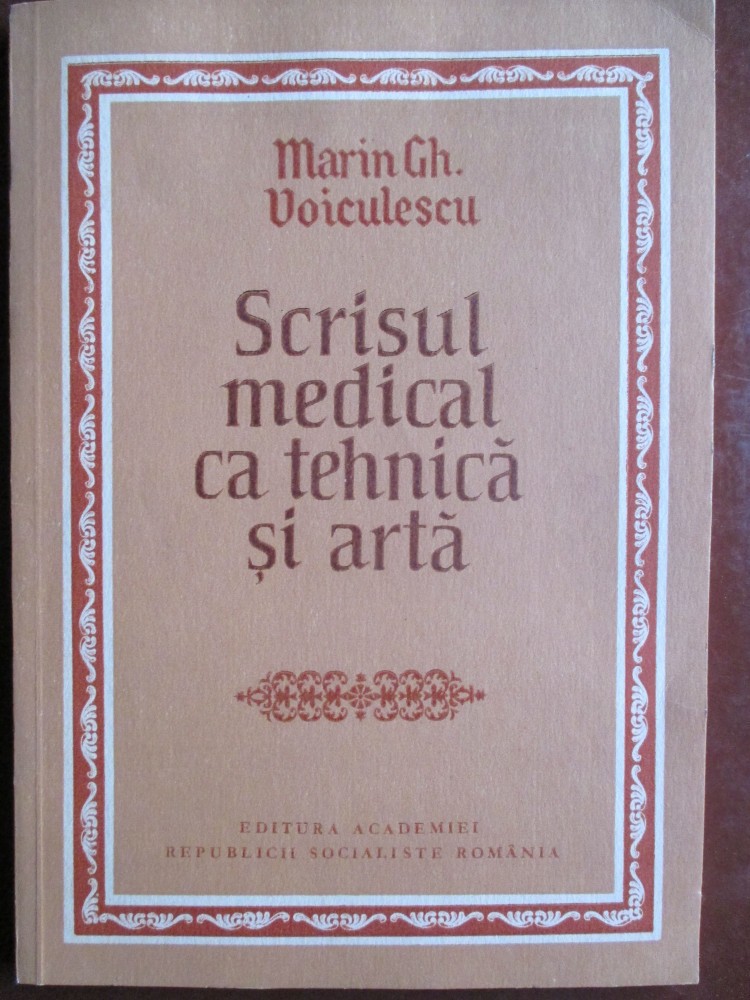 Marin Gh.
Voiculescu
Scrisul
medical
ca tehnică
și artă
EDITURA ACADEMIEI
REPUBLICII SOCIALISTE ROMÂNIA